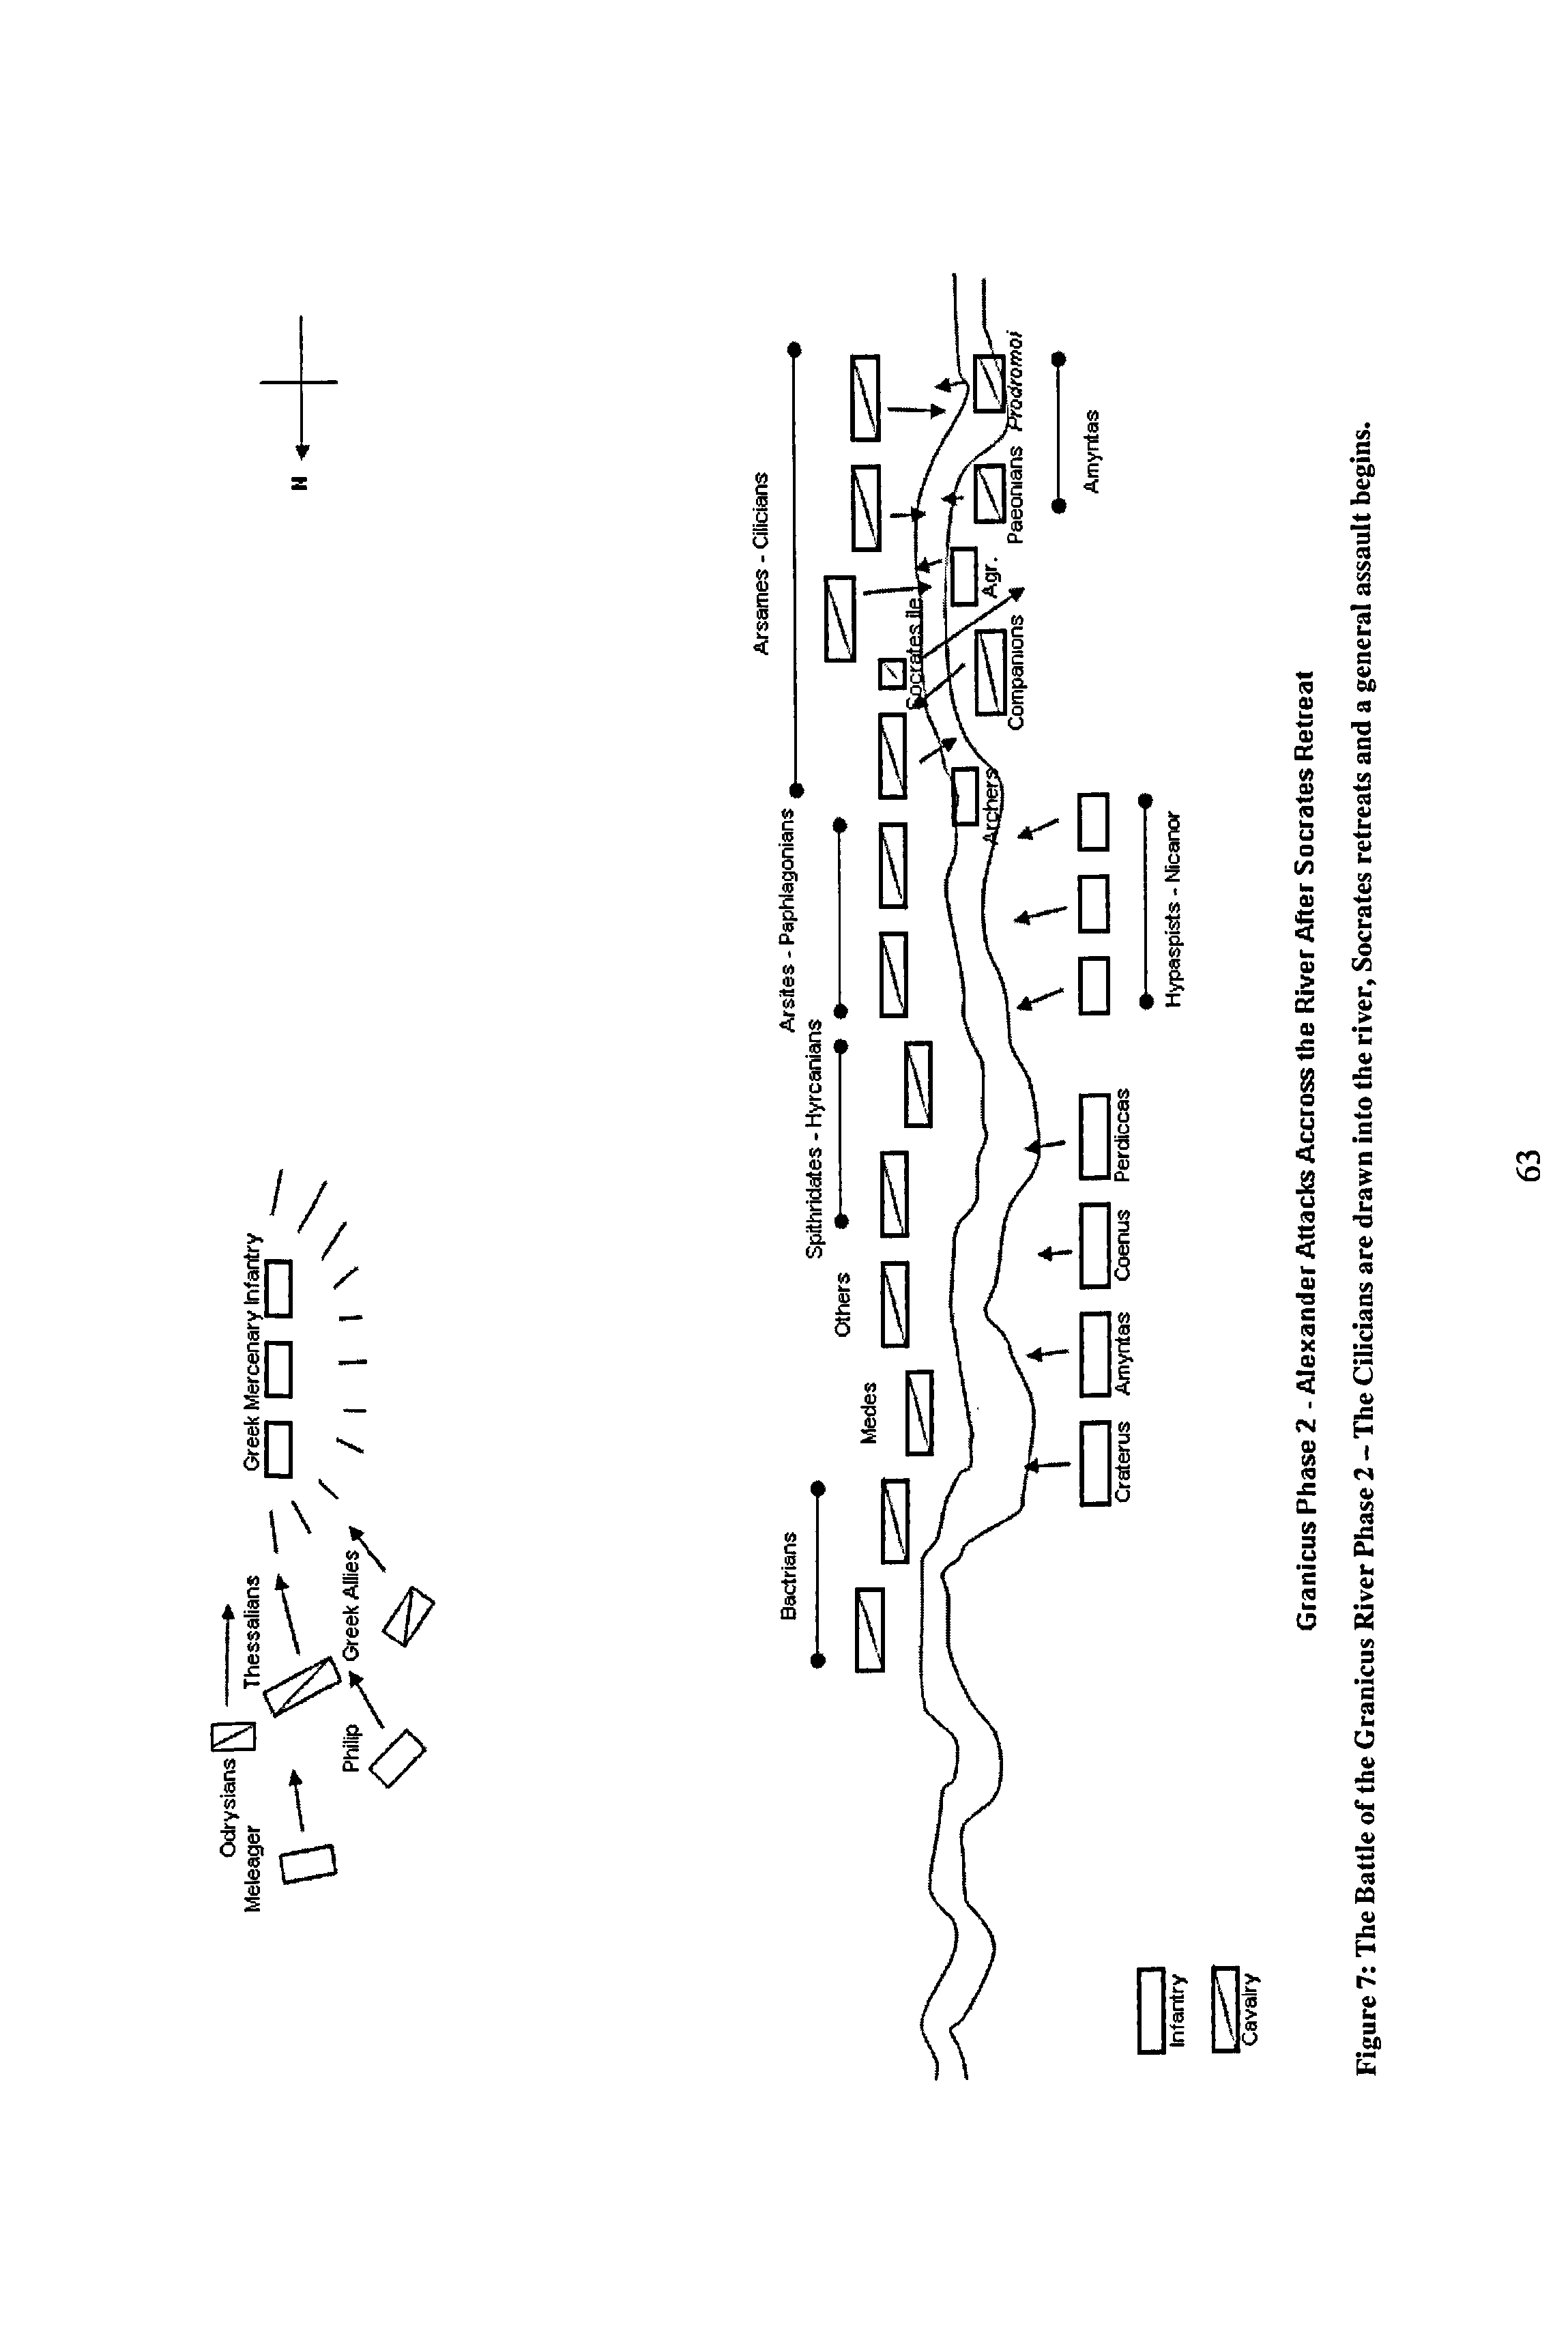 N
Odrysians
Meleager
Thessalians
Greek Mercenary Infantry
Philip
Greek Allies
Arsames - Cilicians
Arsites - Paphlagonians
Spithridates - Hyrcanians
Others
Medes
Bactrians
Socrates Ile
Archers
Companions
Agr.
Paeonians
Prodromoi
Amyntas
Craterus
Amyntas
Coenus
Perdiccas
Hypaspists - Nicanor
Infantry
Cavalry
Granicus Phase 2 - Alexander Attacks Accross the River After Socrates Retreat
Figure 7: The Battle of the Granicus River Phase 2 – The Cilicians are drawn into the river, Socrates retreats and a general assault begins.
63